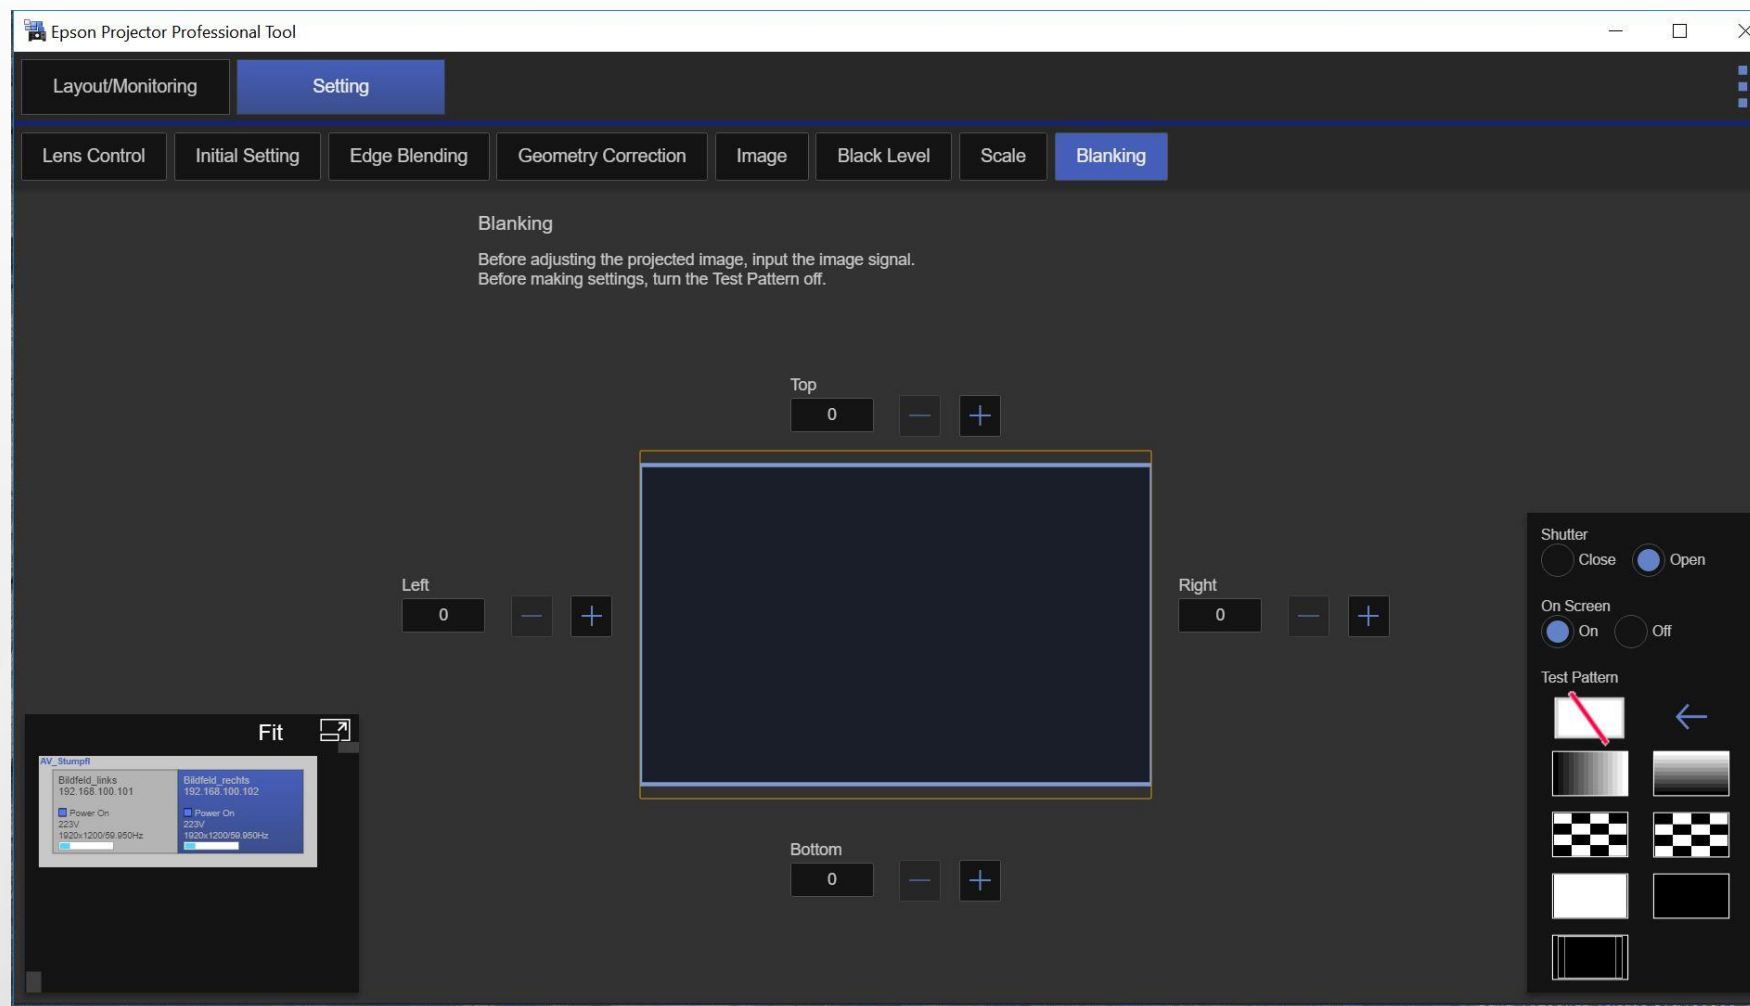 Epson Projector Professional Tool
Layout/Monitoring
Setting
Lens Control
Initial Setting
Edge Blending
Geometry Correction
Image
Black Level
Scale
Blanking
Blanking
Before adjusting the projected image, input the image signal.
Before making settings, turn the Test Pattern off.
Top
0
Left
0
Right
0
Bottom
0
Shutter
Close
Open
On Screen
On
Off
Test Pattern
Fit
AV_Stumpfl
Bildfeld_links
192.168.100.101
Power On
223V
1920x1200/59.950Hz
Bildfeld_rechts
192.168.100.102
Power On
223V
1920x1200/59.950Hz